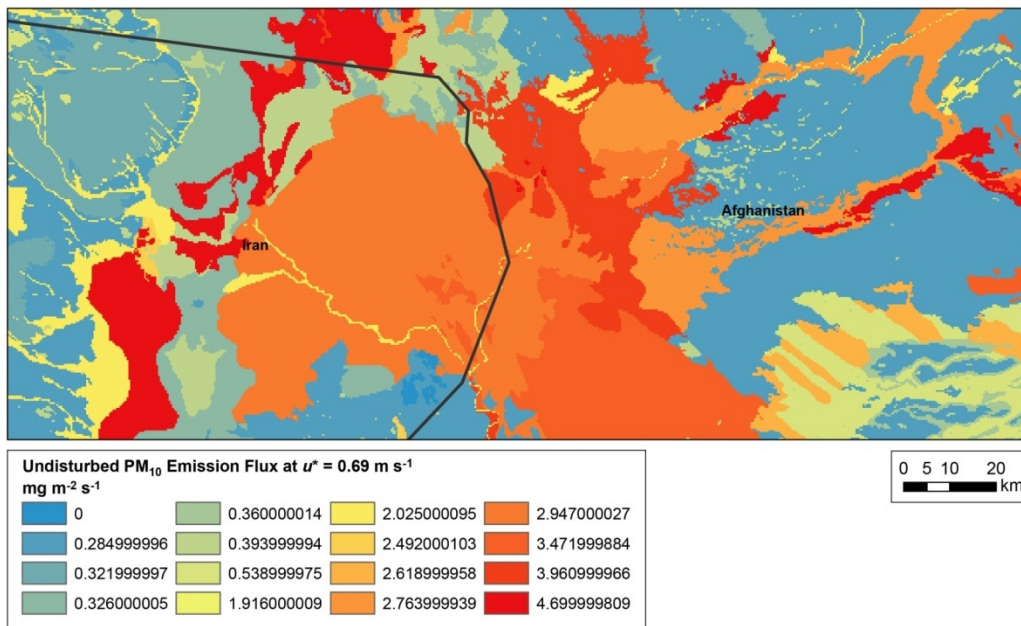 Afghanistan
Iran
Undisturbed PM10 Emission Flux at u* = 0.69 m s-1
mg m-2 s-1
0 0.360000014 2.025000095 2.947000027
0.284999996 0.393999994 2.492000103 3.471999884
0.321999997 0.538999975 2.618999958 3.960999966
0.326000005 1.916000009 2.763999939 4.699999809
0 5 10 20
km